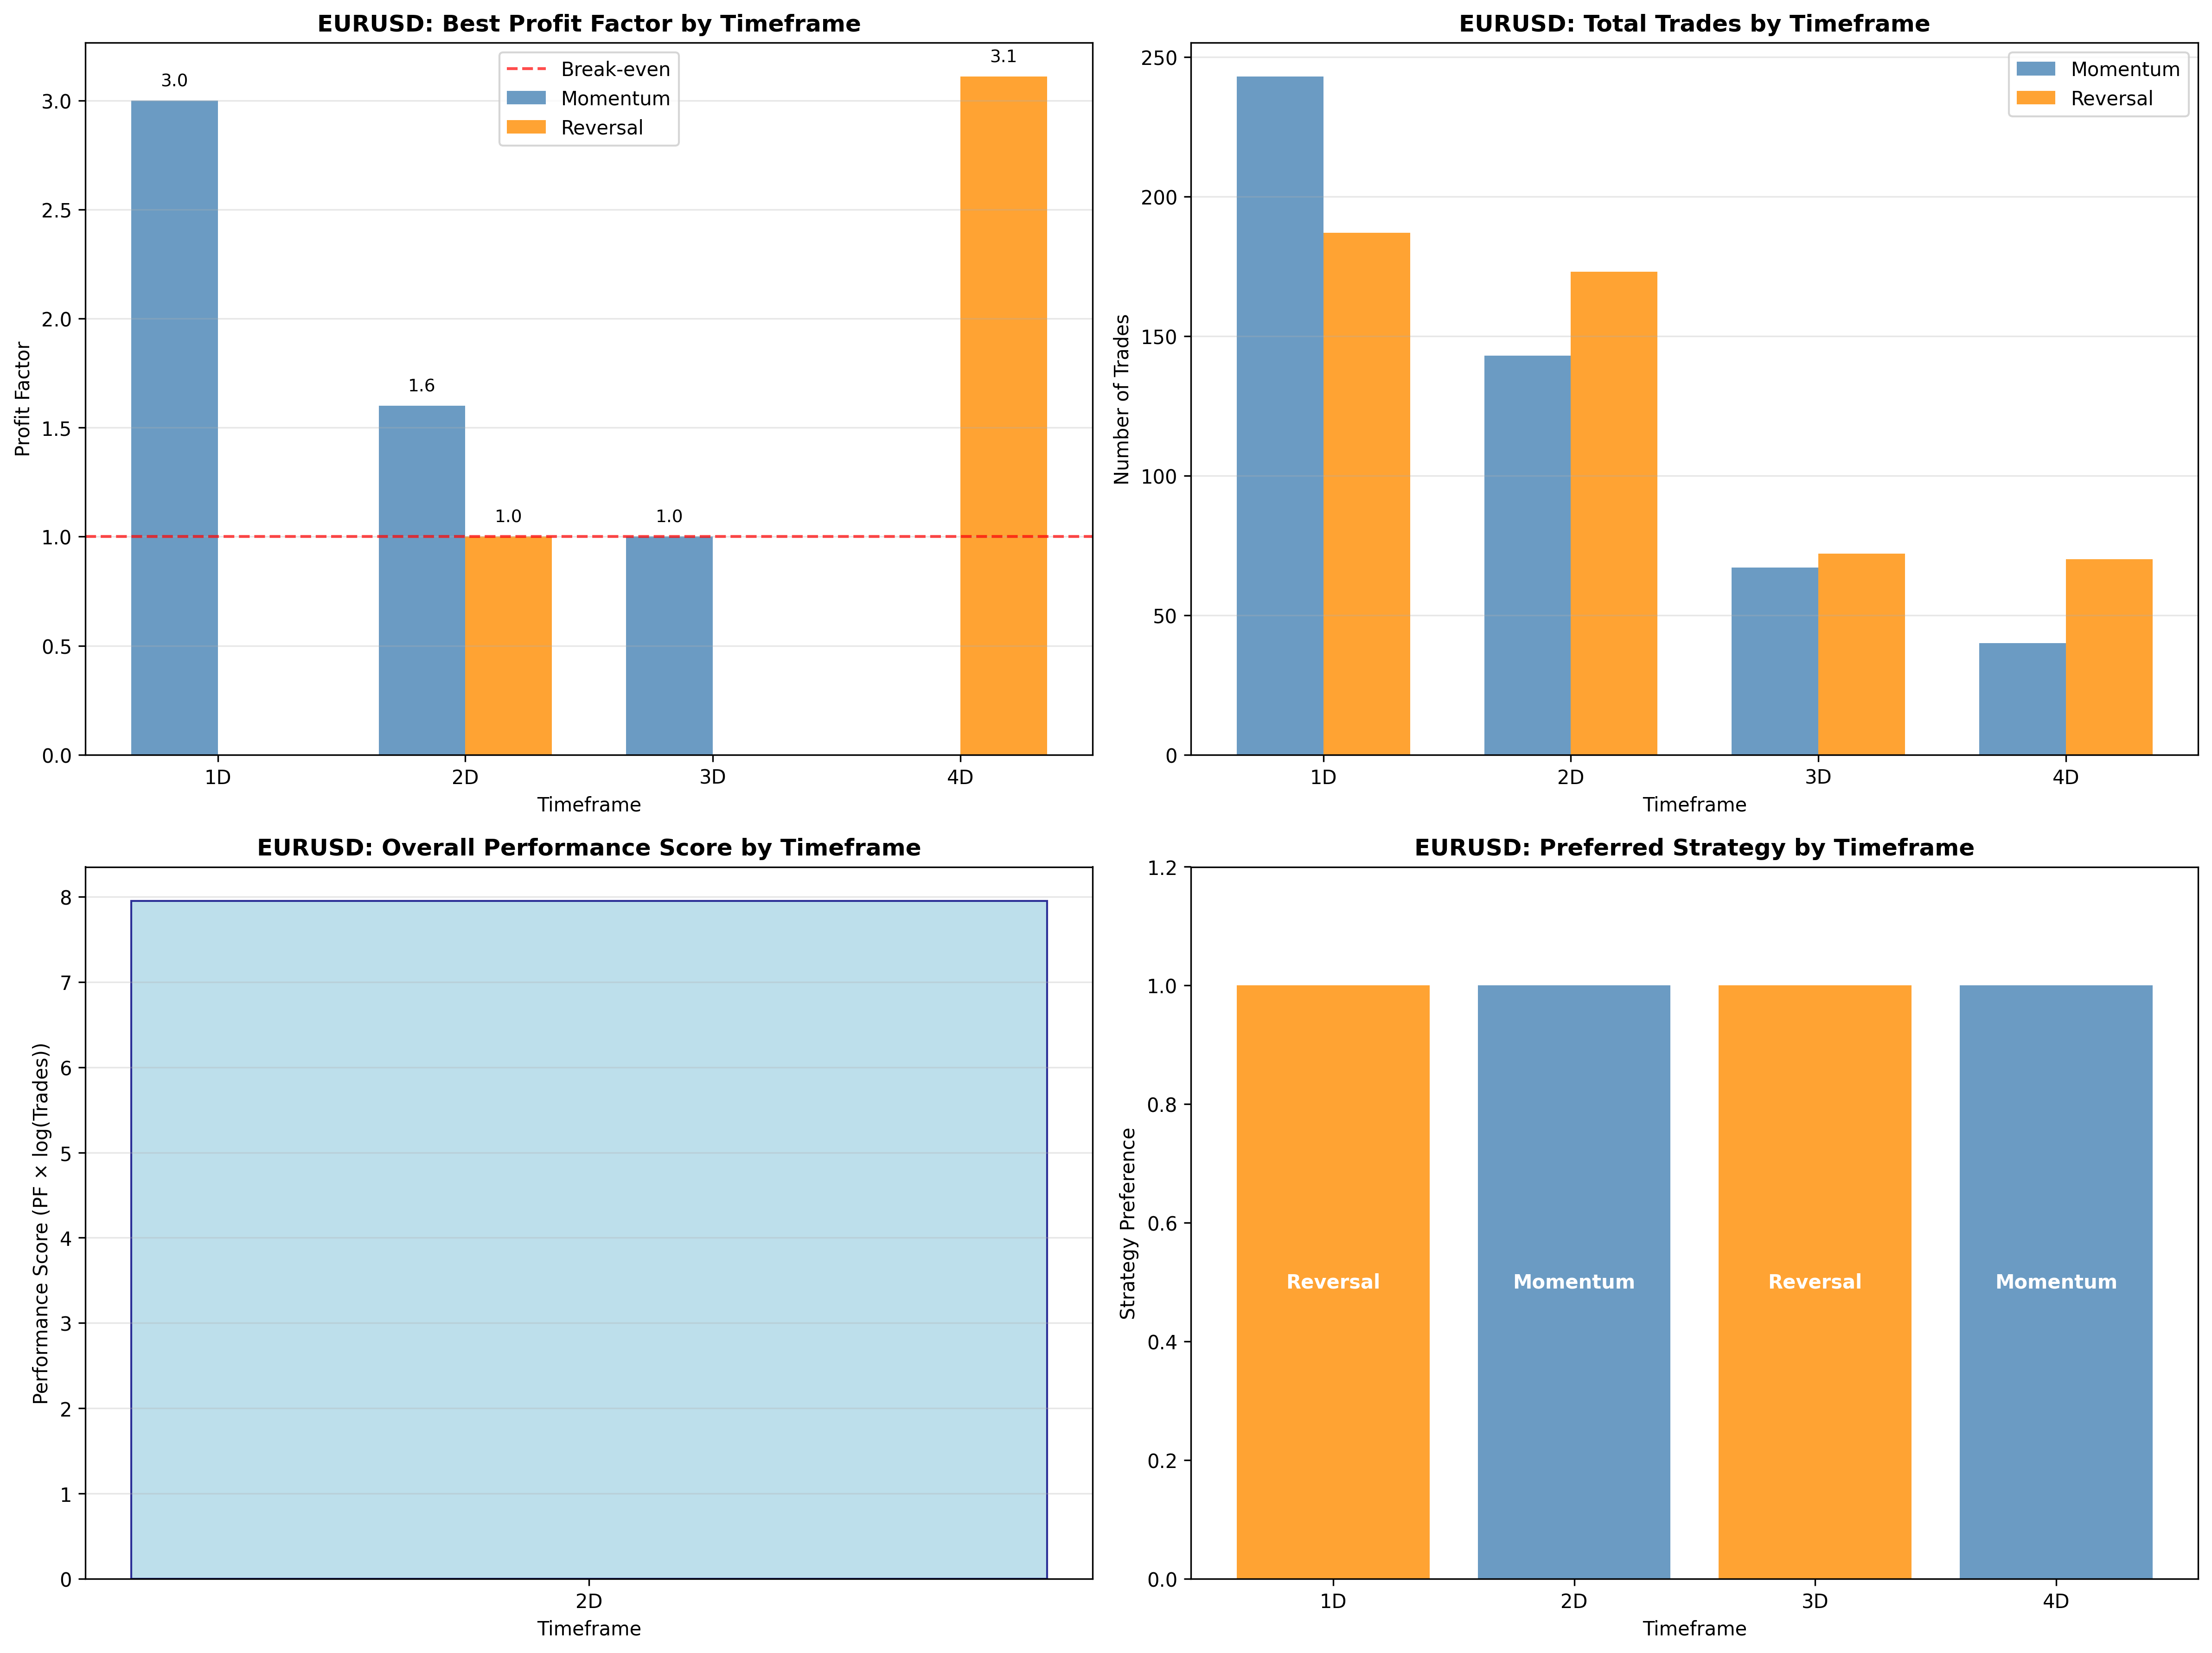 EURUSD: Best Profit Factor by Timeframe
Profit Factor
3.0
2.5
2.0
1.5
1.0
0.5
0.0
3.0
1.6
1.0
1.0
3.1
Break-even
Momentum
Reversal
1D
2D
3D
4D
Timeframe
EURUSD: Total Trades by Timeframe
Number of Trades
250
200
150
100
50
0
Momentum
Reversal
1D
2D
3D
4D
Timeframe
EURUSD: Overall Performance Score by Timeframe
Performance Score (PF × log(Trades))
8
7
6
5
4
3
2
1
0
2D
Timeframe
EURUSD: Preferred Strategy by Timeframe
Strategy Preference
1.2
1.0
0.8
0.6
0.4
0.2
0.0
Reversal
Momentum
Reversal
Momentum
1D
2D
3D
4D
Timeframe